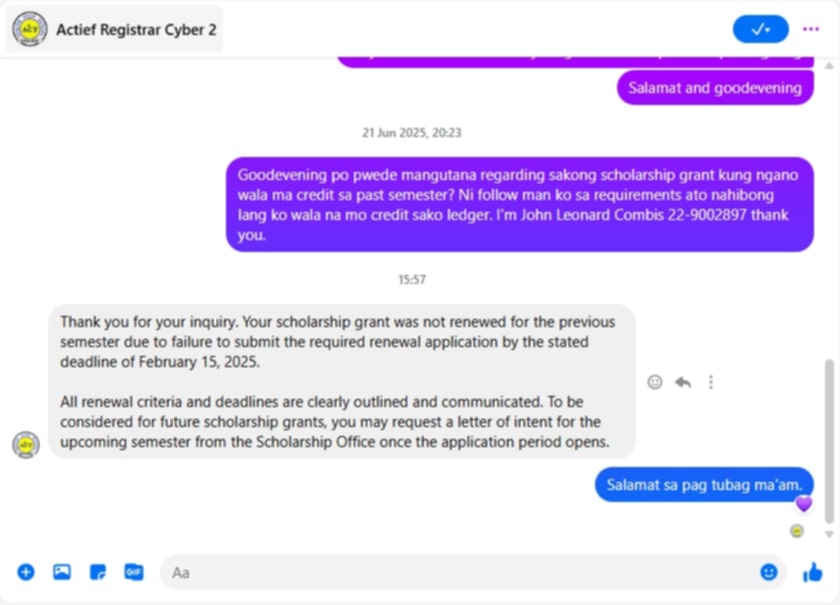 Actief Registrar Cyber 2
Salamat and goodevening
21 Jun 2025, 20:23
Goodevening po pwede mangutana regarding sakong scholarship grant kung ngano
wala ma credit sa past semester? Ni follow man ko sa requirements ato nahibong
lang ko wala na mo credit sako ledger. I'm John Leonard Combis 22-9002897 thank
you.
15:57
Thank you for your inquiry. Your scholarship grant was not renewed for the previous
semester due to failure to submit the required renewal application by the stated
deadline of February 15, 2025.
All renewal criteria and deadlines are clearly outlined and communicated. To be
considered for future scholarship grants, you may request a letter of intent for the
upcoming semester from the Scholarship Office once the application period opens.
Salamat sa pag tubag ma'am.
GIF
Aa